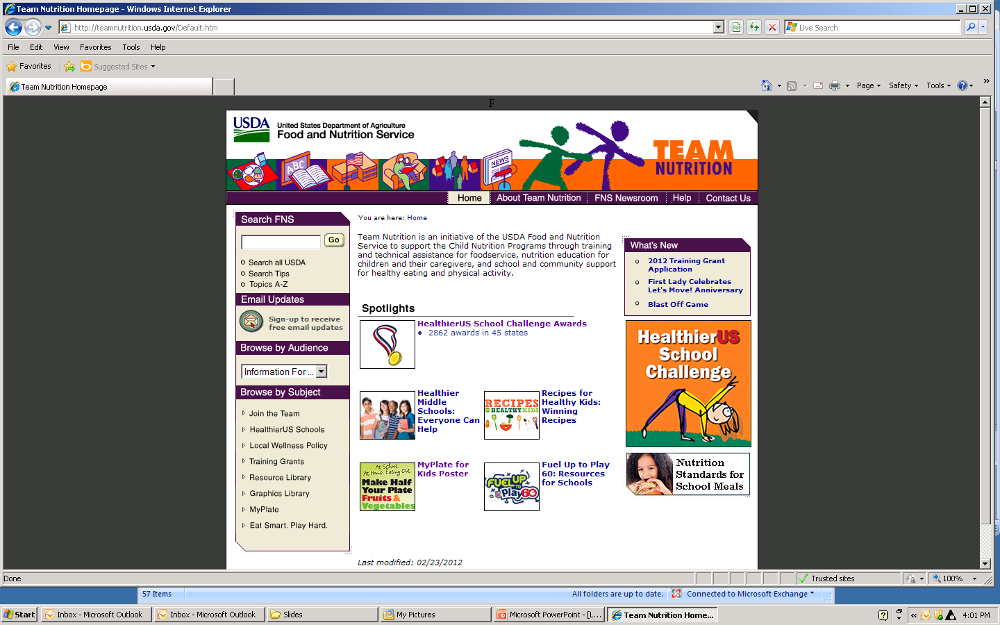 Team Nutrition Homepage - Windows Internet Explorer
http://teamnutrition.usda.gov/Default.htm
Live Search
File Edit View Favorites Tools Help
Favorites Suggested Sites
Team Nutrition Homepage
Page Safety Tools »
F
USDA
United States Department of Agriculture
Food and Nutrition Service
ABC
NEWS
TEAM
NUTRITION
Home About Team Nutrition FNS Newsroom Help Contact Us
Search FNS
Go
Search all USDA
Search Tips
Topics A-Z
Email Updates
Sign-up to receive
free email updates
Browse by Audience
Information For ...
Browse by Subject
Join the Team
HealthierUS Schools
Local Wellness Policy
Training Grants
Resource Library
Graphics Library
MyPlate
Eat Smart. Play Hard.
You are here: Home
Team Nutrition is an initiative of the USDA Food and Nutrition
Service to support the Child Nutrition Programs through training
and technical assistance for foodservice, nutrition education for
children and their caregivers, and school and community support
for healthy eating and physical activity.
Spotlights
HealthierUS School Challenge Awards
• 2862 awards in 45 states
Healthier
Middle
Schools:
Everyone Can
Help
RECIPES
HEALTHY KIDS
Recipes for
Healthy Kids:
Winning
Recipes
At School.
At Home. Eating Out.
Make Half
Your Plate
Fruits &
Vegetables
MyPlate for
Kids Poster
FUEL UP
to Play 60
Fuel Up to Play
60: Resources
for Schools
Last modified: 02/23/2012
What's New
2012 Training Grant
Application
First Lady Celebrates
Let's Move! Anniversary
Blast Off Game
HealthierUS
School
Challenge
Nutrition
Standards for
School Meals
Done
Trusted sites
100%
57 Items
All folders are up to date.
Connected to Microsoft Exchange
Start
Inbox - Microsoft Outlook
Inbox - Microsoft Outlook
Slides
My Pictures
Microsoft PowerPoint - [L...
Team Nutrition Home...
«
4:01 PM